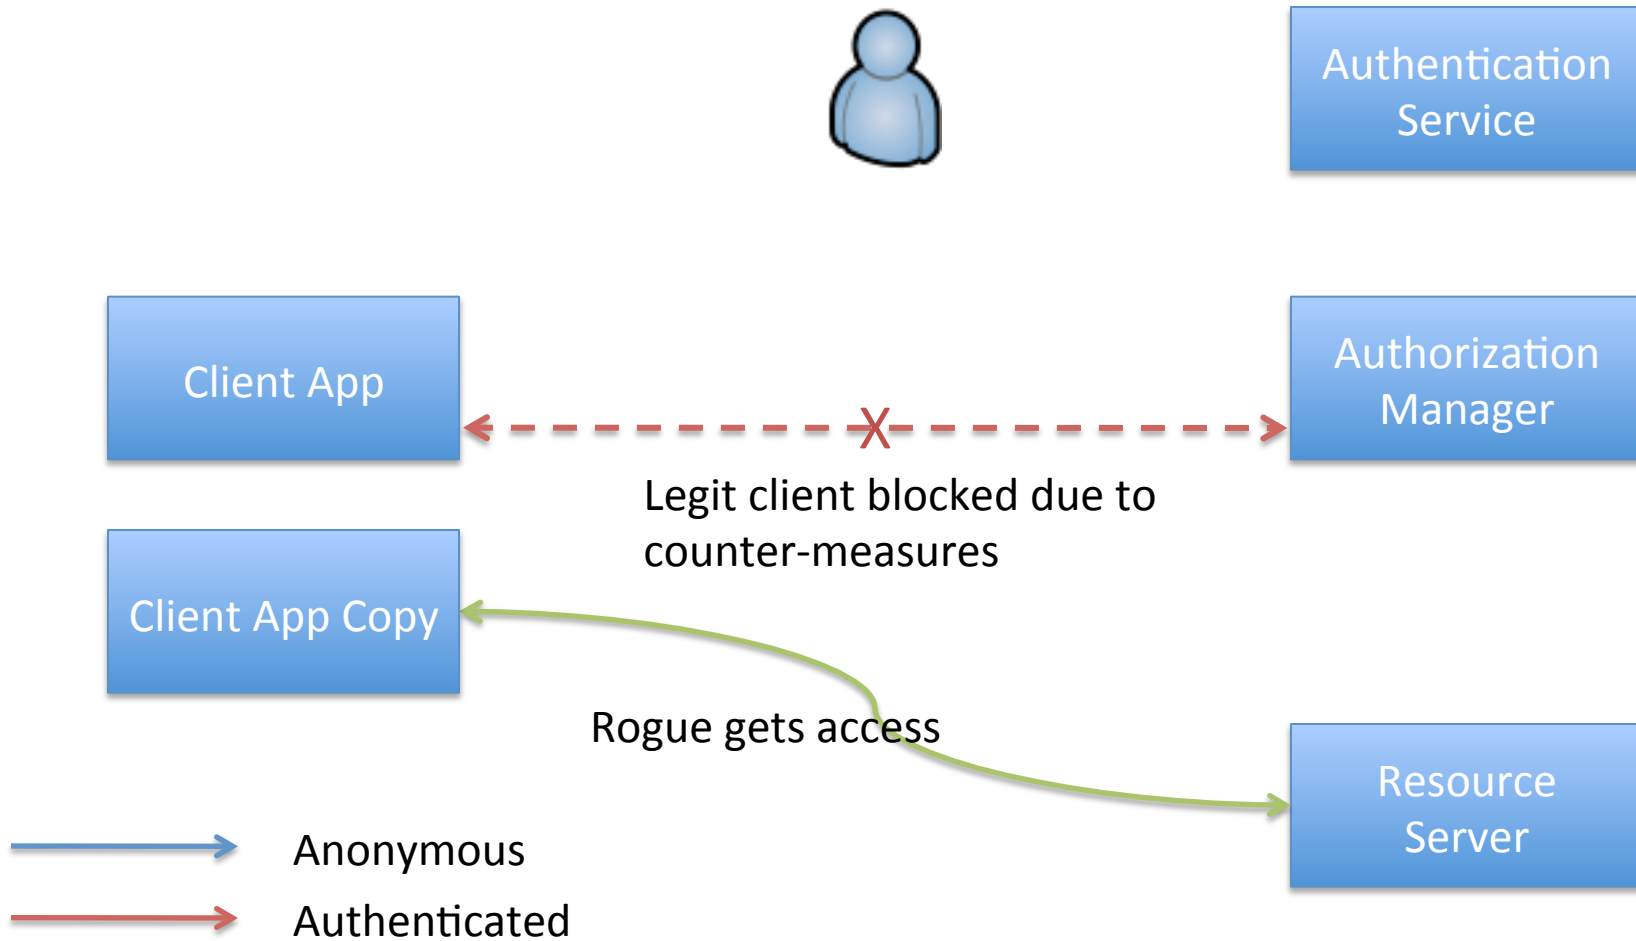 Authentication
Service
Client App
Authorization
Manager
X
Legit client blocked due to
counter-measures
Client App Copy
Rogue gets access
Resource
Server
Anonymous
Authenticated